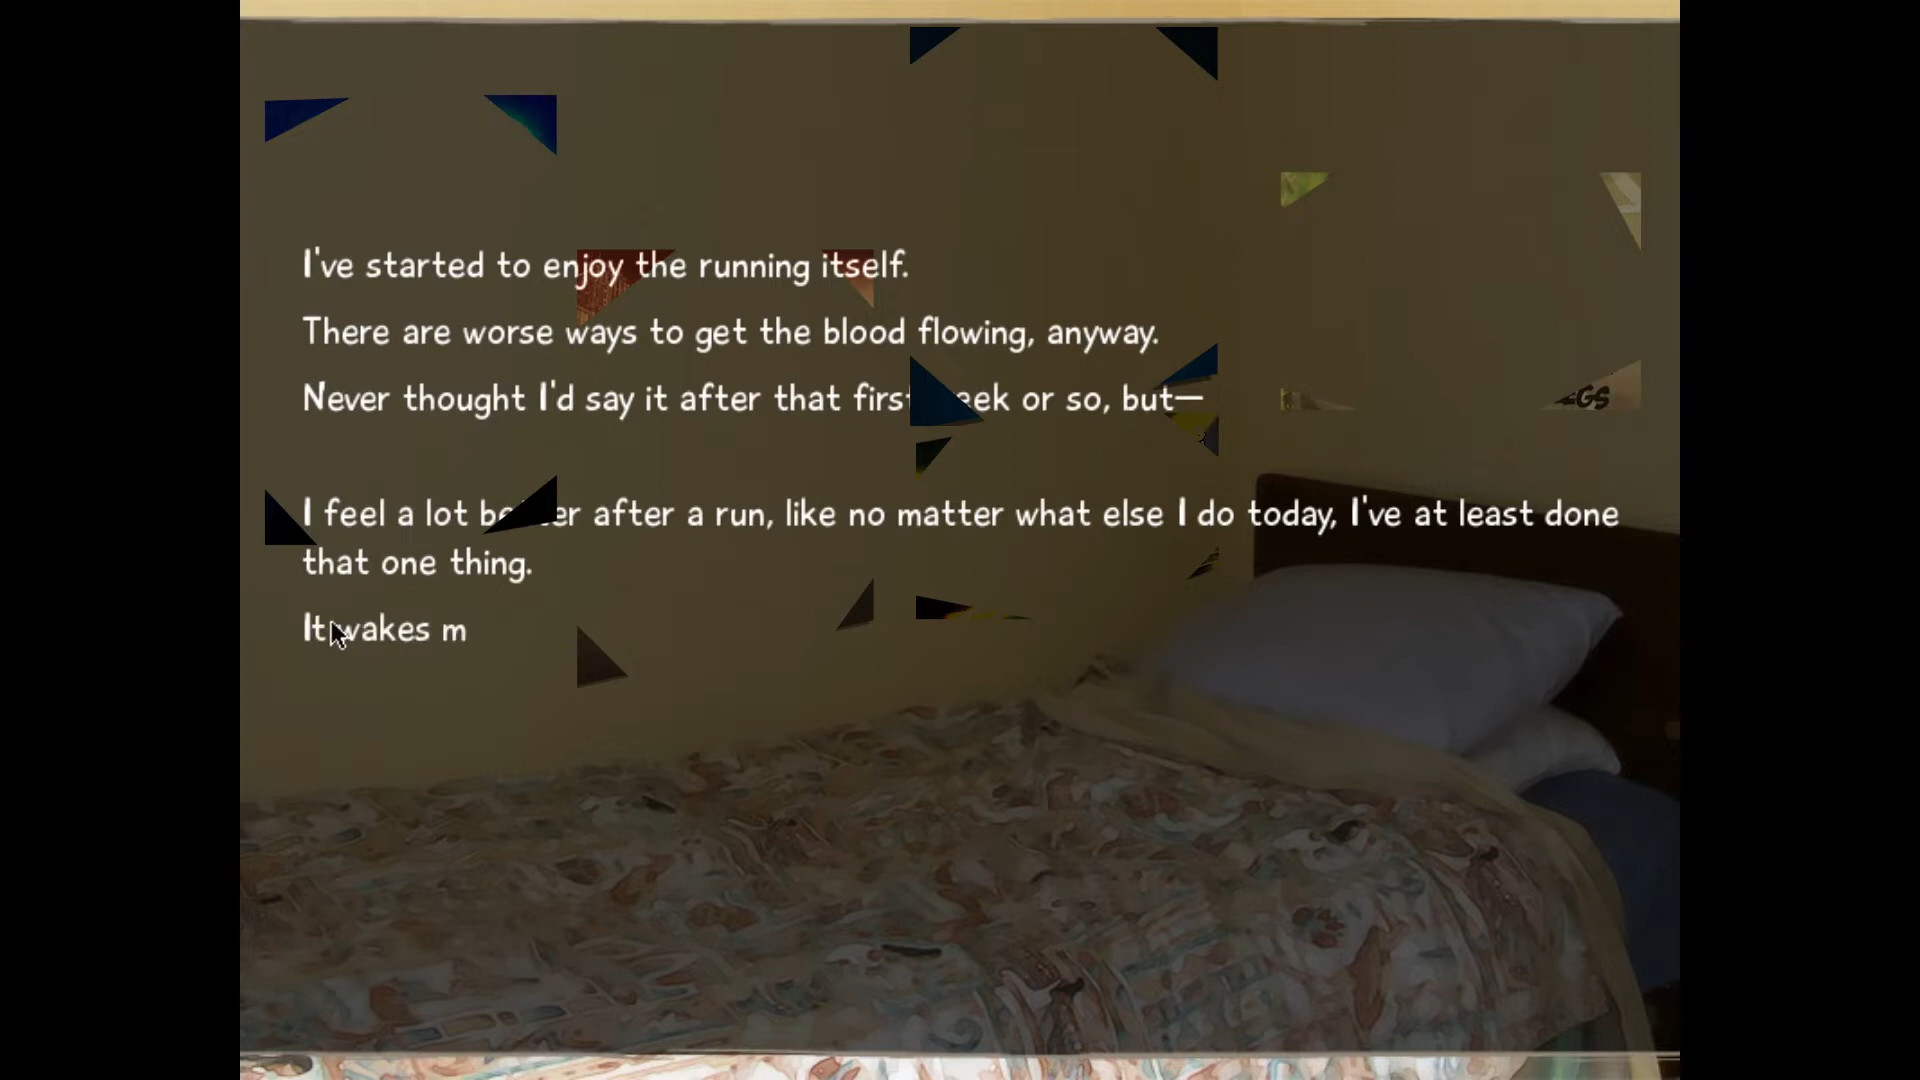 I've started to enjoy the running itself.
There are worse ways to get the blood flowing, anyway.
Never thought I'd say it after that or so, but—
I feel a lot after a run, like no matter what else I do today, I've at least done
that one thing.
It wakes m